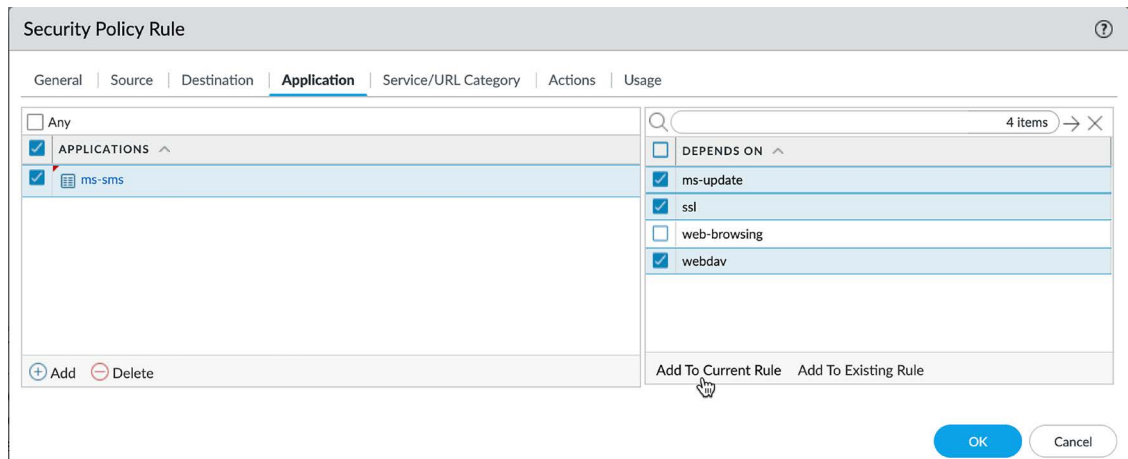 Security Policy Rule
General Source Destination Application Service/URL Category Actions Usage
Any
4 items
APPLICATIONS
DEPENDS ON
ms-sms
ms-update
ssl
web-browsing
webdav
Add Delete
Add To Current Rule Add To Existing Rule
OK Cancel